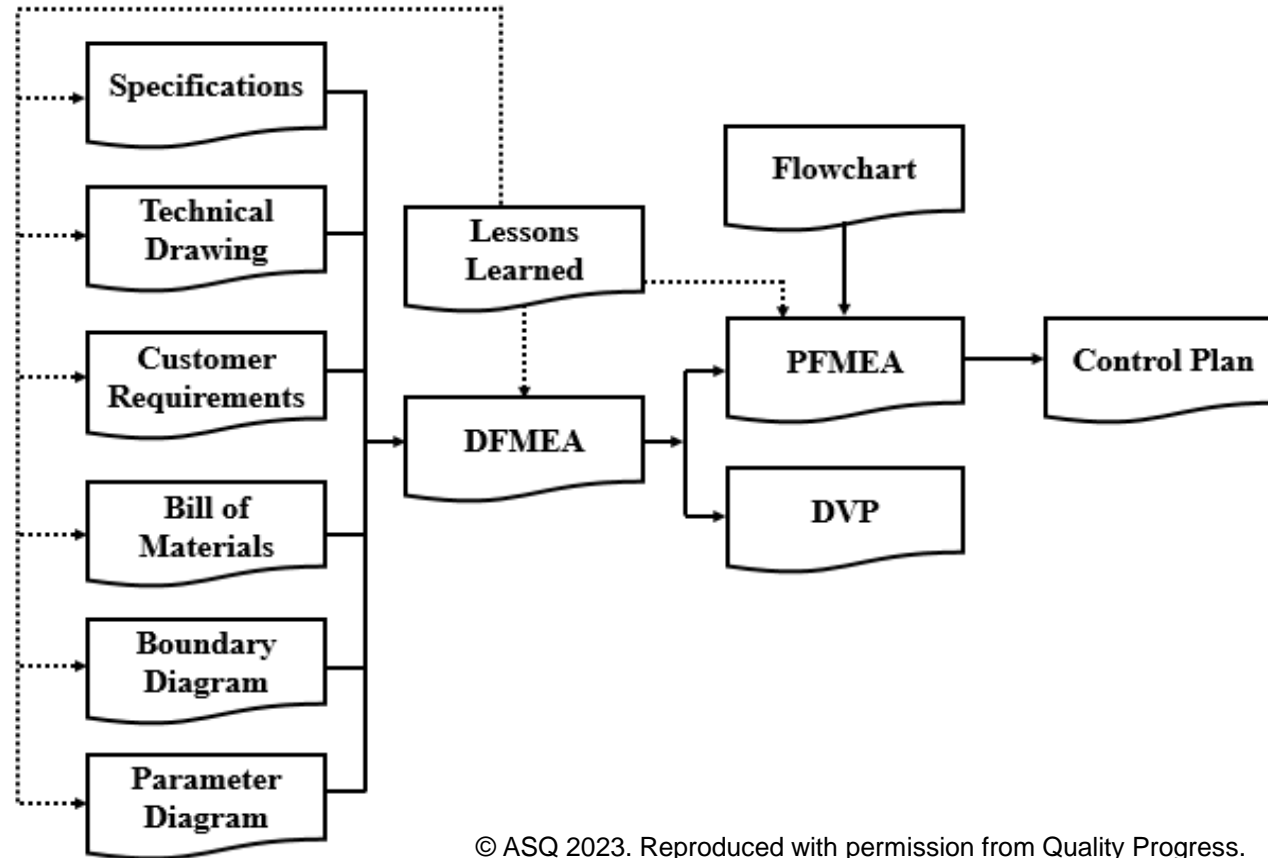 Specifications
Technical
Drawing
Customer
Requirements
Bill of
Materials
Boundary
Diagram
Parameter
Diagram
Lessons
Learned
DFMEA
Flowchart
PFMEA
DVP
Control Plan
© ASQ 2023. Reproduced with permission from Quality Progress.